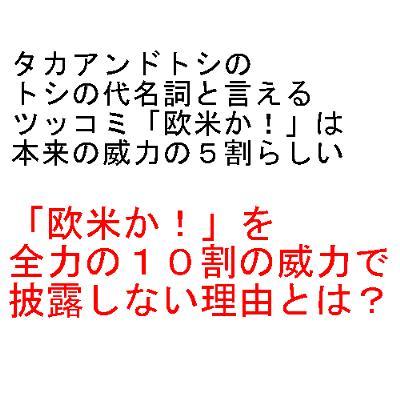 タカアンドトシの
トシの代名詞と言える
ツッコミ「欧米か！」は
本来の威力の５割らしい
「欧米か！」を
全力の１０割の威力で
披露しない理由とは？